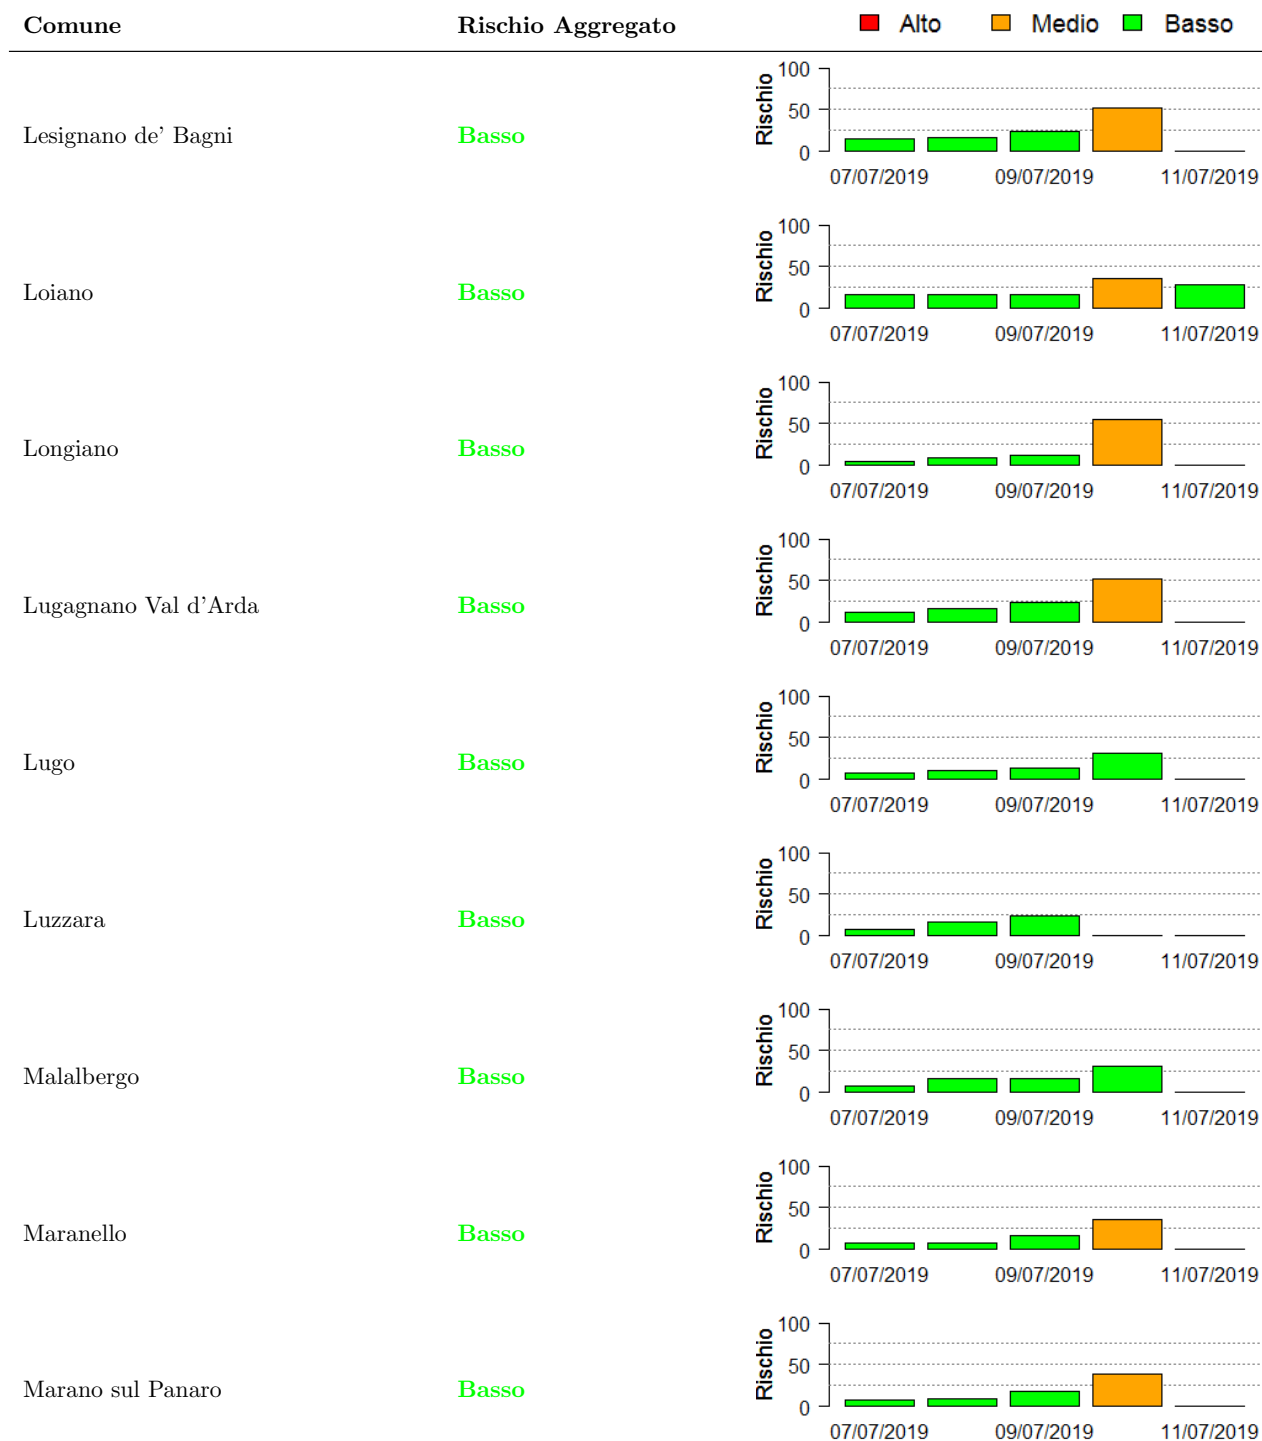 Comune Rischio Aggregato Alto Medio Basso
Lesignano de' Bagni Basso Rischio 100 50 0
07/07/2019 09/07/2019 11/07/2019
Loiano Basso Rischio 100 50 0
07/07/2019 09/07/2019 11/07/2019
Longiano Basso Rischio 100 50 0
07/07/2019 09/07/2019 11/07/2019
Lugagnano Val d'Arda Basso Rischio 100 50 0
07/07/2019 09/07/2019 11/07/2019
Lugo Basso Rischio 100 50 0
07/07/2019 09/07/2019 11/07/2019
Luzzara Basso Rischio 100 50 0
07/07/2019 09/07/2019 11/07/2019
Malalbergo Basso Rischio 100 50 0
07/07/2019 09/07/2019 11/07/2019
Maranello Basso Rischio 100 50 0
07/07/2019 09/07/2019 11/07/2019
Marano sul Panaro Basso Rischio 100 50 0
07/07/2019 09/07/2019 11/07/2019